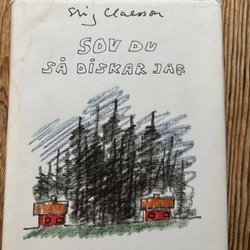 Stig Claesson
SOV DU
SÅ DISKAR JAG